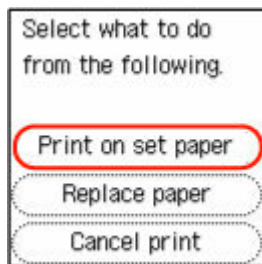 Select what to do
from the following.
Print on set paper
Replace paper
Cancel print